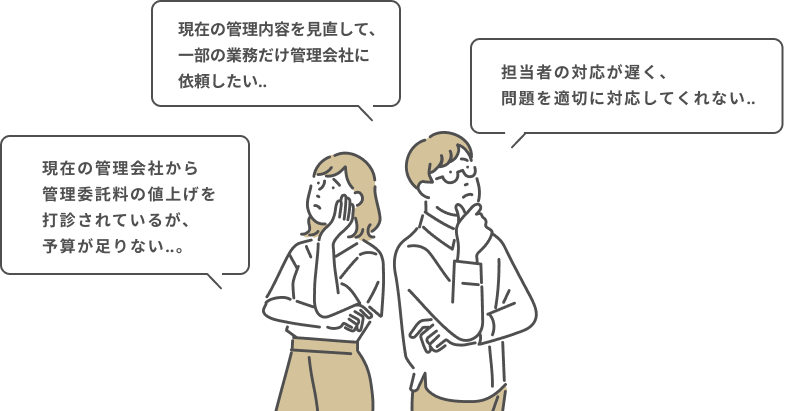 現在の管理内容を見直して、
一部の業務だけ管理会社に
依頼したい..
担当者の対応が遅く、
問題を適切に対応してくれない..
現在の管理会社から
管理委託料の値上げを
打診されているが、
予算が足りない..。